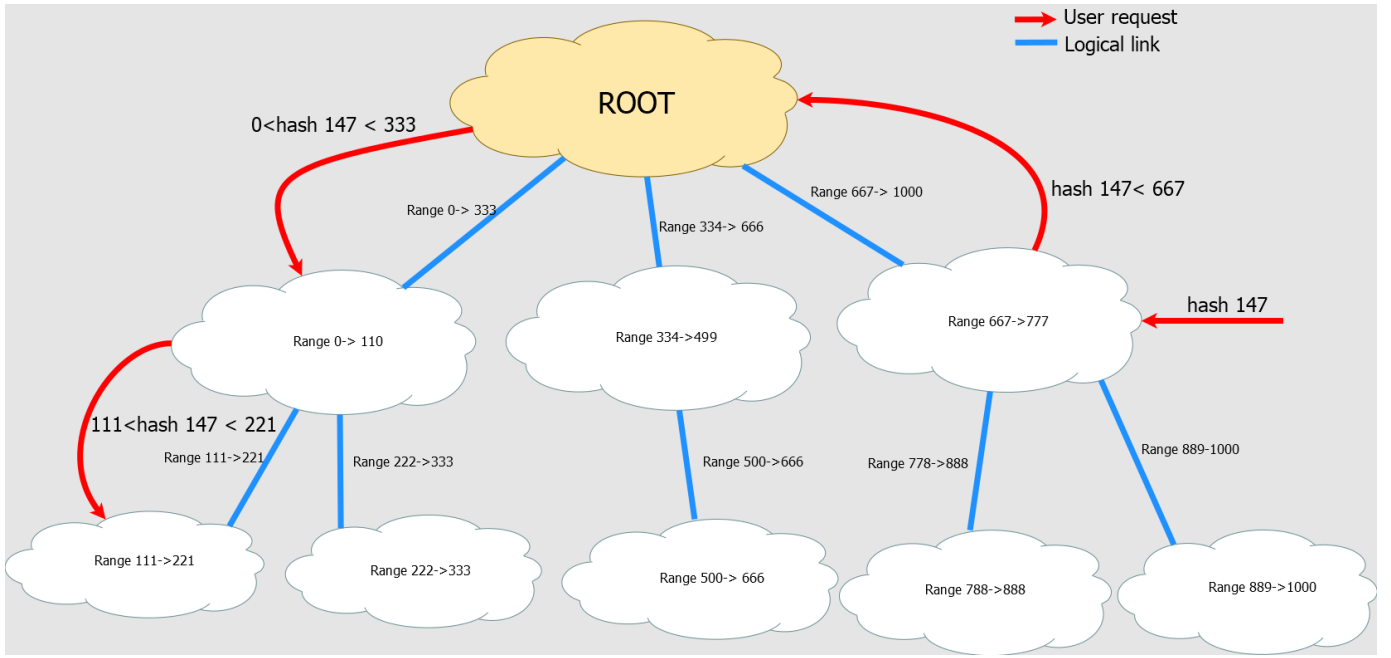 User request
Logical link
ROOT
0<hash 147 < 333
hash 147< 667
Range 0-> 333
Range 334-> 666
Range 667-> 1000
hash 147
Range 0-> 110
Range 334->499
Range 667->777
111<hash 147 < 221
Range 111->221
Range 222->333
Range 500->666
Range 778->888
Range 889-1000
Range 111->221
Range 222->333
Range 500-> 666
Range 788->888
Range 889->1000